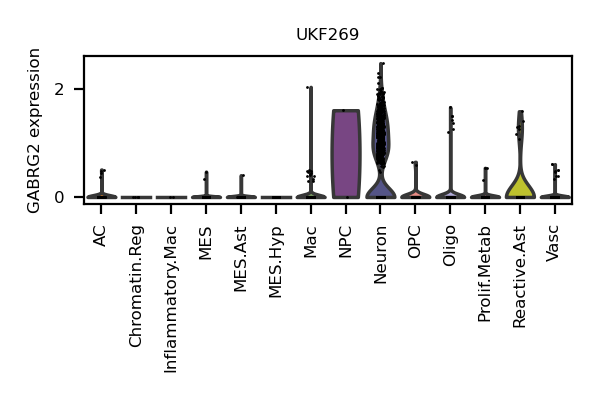 UKF269
GABRG2 expression
2
0
AC
Chromatin.Reg
Inflammatory.Mac
MES
MES.Ast
MES.Hyp
Mac
NPC
Neuron
OPC
Oligo
Prolif.Metab
Reactive.Ast
Vasc